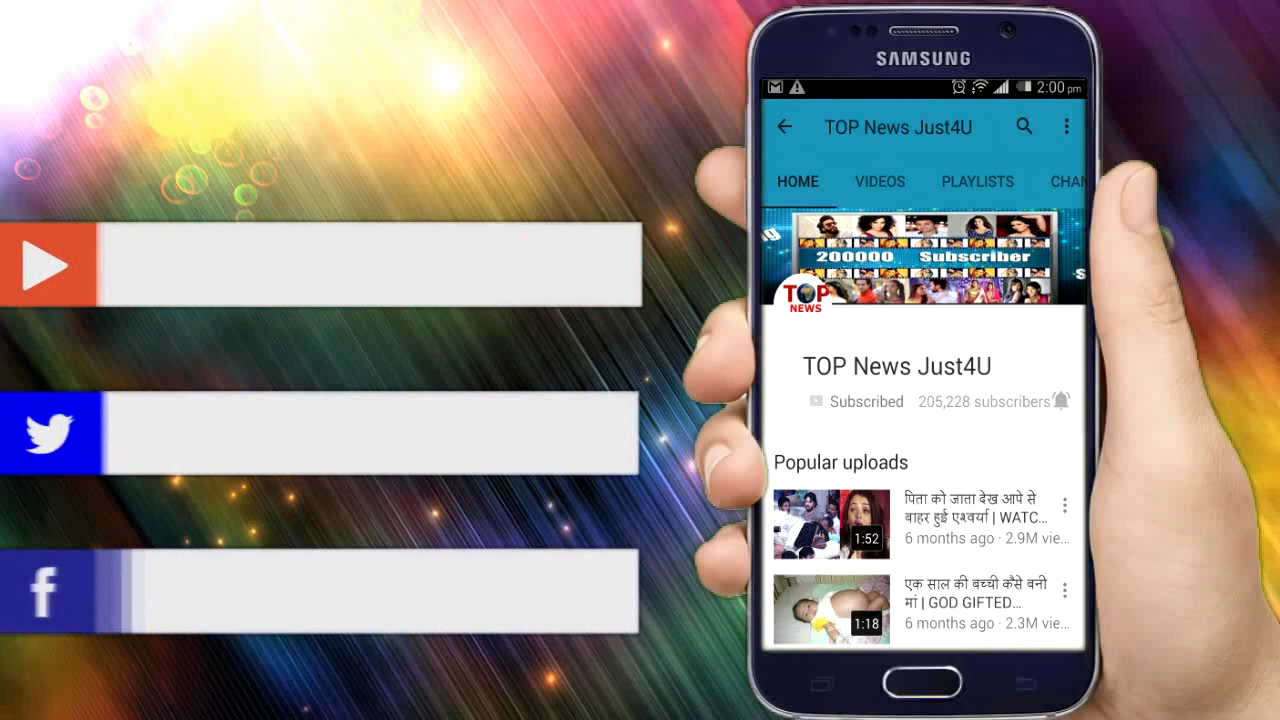 SAMSUNG
2:00 pm
TOP News Just4U
HOME VIDEOS PLAYLISTS CHAN
200000 Subscriber
TOP
NEWS
TOP News Just4U
Subscribed 205,228 subscribers
Popular uploads
पिता को जाता देख आपे से
बाहर हुई एश्वर्या | WATC...
1:52
6 months ago · 2.9M vie...
एक साल की बच्ची कैसे बनी
मां | GOD GIFTED...
1:18
6 months ago · 2.3M vie...